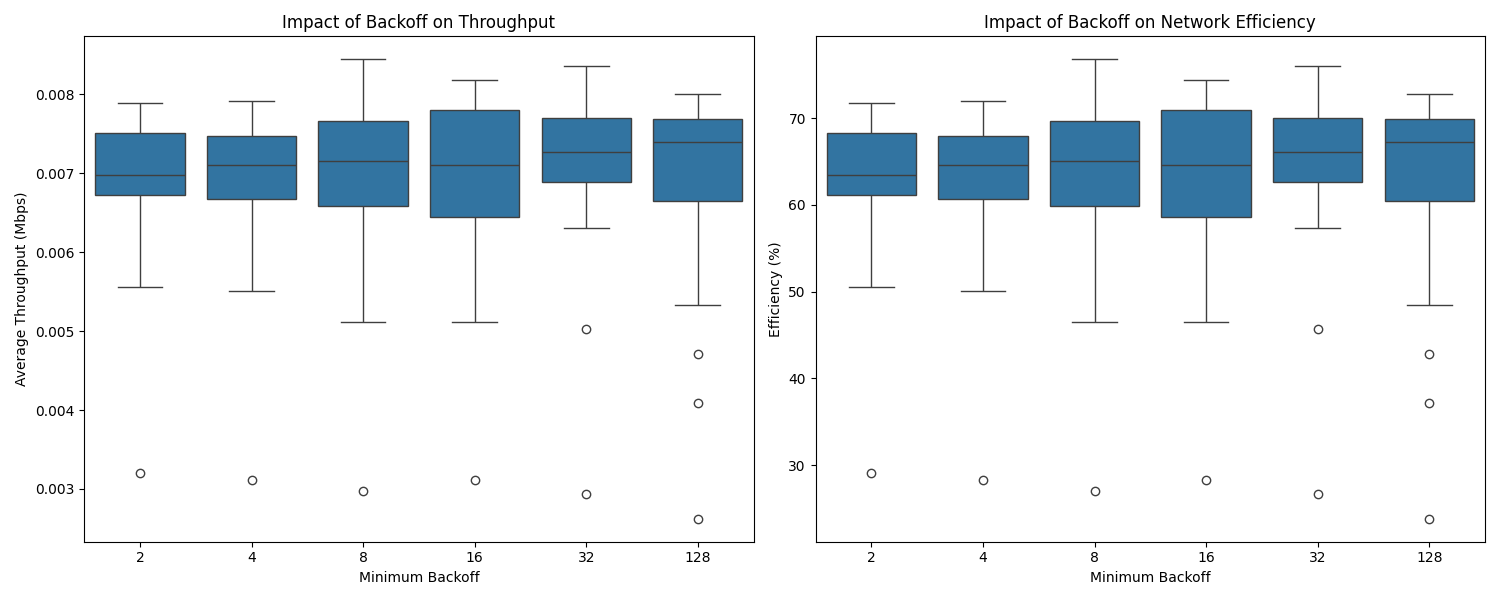 Impact of Backoff on Throughput
Average Throughput (Mbps)
0.008
0.007
0.006
0.005
0.004
0.003
2 4 8 16 32 128
Minimum Backoff
Impact of Backoff on Network Efficiency
Efficiency (%)
70
60
50
40
30
2 4 8 16 32 128
Minimum Backoff